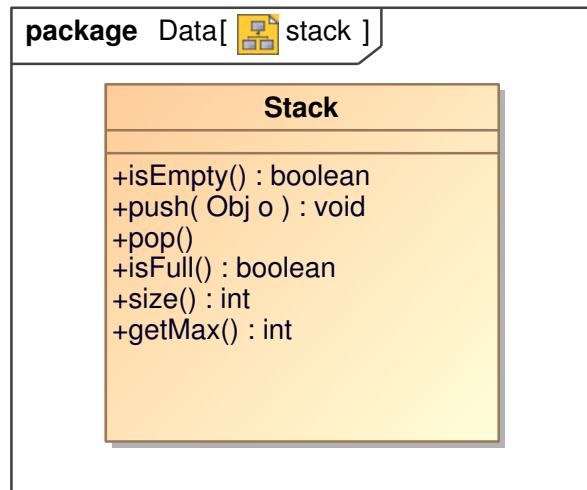 package Data[ stack ]
Stack
+isEmpty() : boolean
+push( Obj o ) : void
+pop()
+isFull() : boolean
+size() : int
+getMax() : int